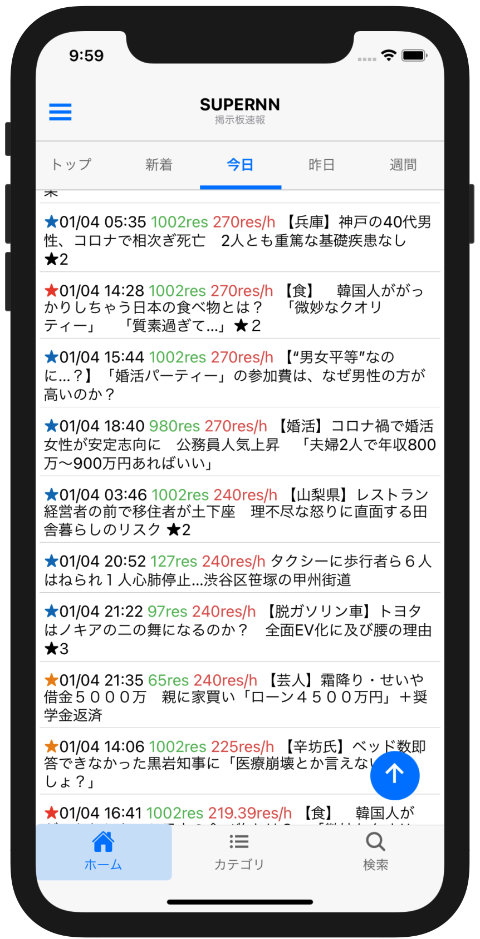 9:59
SUPERNN
掲示板速報
トップ 新着 今日 昨日 週間
★01/04 05:35 1002res 270res/h 【兵庫】神戸の40代男
性、コロナで相次ぎ死亡　2人とも重篤な基礎疾患なし
★2
★01/04 14:28 1002res 270res/h 【食】　韓国人ががっ
かりしちゃう日本の食べ物とは？　「微妙なクオリ
ティー」　「質素過ぎて...」★２
★01/04 15:44 1002res 270res/h 【“男女平等”なの
に...？】「婚活パーティー」の参加費は、なぜ男性の方が
高いのか？
★01/04 18:40 980res 270res/h 【婚活】コロナ禍で婚活
女性が安定志向に　公務員人気上昇　「夫婦2人で年収800
万～900万円あればいい」
★01/04 03:46 1002res 240res/h 【山梨県】レストラン
経営者の前で移住者が土下座　理不尽な怒りに直面する田
舎暮らしのリスク ★2
★01/04 20:52 127res 240res/h タクシーに歩行者ら６人
はねられ１人心肺停止...渋谷区笹塚の甲州街道
★01/04 21:22 97res 240res/h 【脱ガソリン車】トヨタ
はノキアの二の舞になるのか？　全面EV化に及び腰の理由
★3
★01/04 21:35 65res 240res/h 【芸人】霜降り・せいや
借金５０００万　親に家買い「ローン４５００万円」＋奨
学金返済
★01/04 14:06 1002res 225res/h 【辛坊氏】ベッド数即
答できなかった黒岩知事に「医療崩壊とか言えない
しょ？」
★01/04 16:41 1002res 219.39res/h 【食】　韓国人が
ホーム カテゴリ 検索